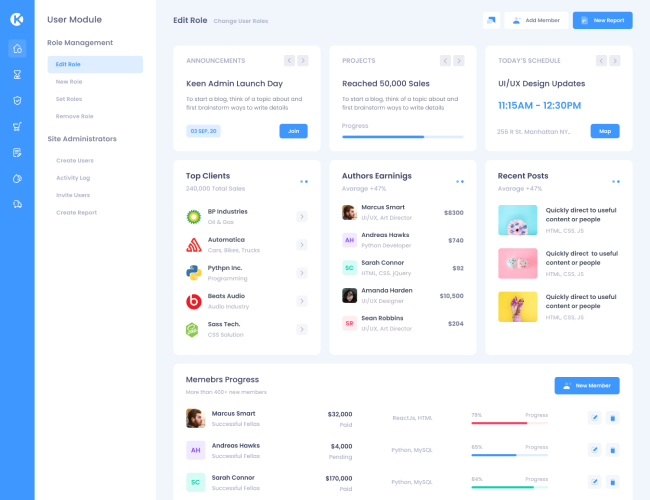 User Module
Role Management
Edit Role
New Role
Set Roles
Remove Role
Site Administrators
Create Users
Activity Log
Invite Users
Create Report
Edit Role
Change User Roles
Add Member
New Report
ANNOUNCEMENTS
Keen Admin Launch Day
To start a blog, think of a topic about and
first brainstorm ways to write details
03 SEP, 20
Join
PROJECTS
Reached 50,000 Sales
To start a blog, think of a topic about and
first brainstorm ways to write details
Progress
TODAY'S SCHEDULE
UI/UX Design Updates
11:15AM - 12:30PM
256 R St. Manhattan NY..
Map
Top Clients
240,000 Total Sales
BP Industries
Oil & Gas
Automatica
Cars, Bikes, Trucks
Pythpn Inc.
Programming
Beats Audio
Audio Industry
Sass Tech.
CSS Solution
Authors Earninigs
Avarage +47%
Marcus Smart
UI/UX, Art Director
$8300
AH
Andreas Hawks
Python Developer
$740
SC
Sarah Connor
HTML, CSS. jQuery
$92
Amanda Harden
UI/UX Designer
$10,500
SR
Sean Robbins
UI/UX, Art Director
$204
Recent Posts
Avarage +47%
Quickly direct to useful
content or people
HTML, CSS, JS
Quickly direct to useful
content or people
HTML, CSS, JS
Quickly direct to useful
content or people
HTML, CSS, JS
Memebrs Progress
More than 400+ new members
New Member
Marcus Smart
Successful Fellas
$32,000
Paid
ReactJs, HTML
Progress
AH
Andreas Hawks
Successful Fellas
$4,000
Pending
Python, MySQL
Progress
SC
Sarah Connor
Successful Fellas
$170,000
Paid
Python, MySQL
Progress